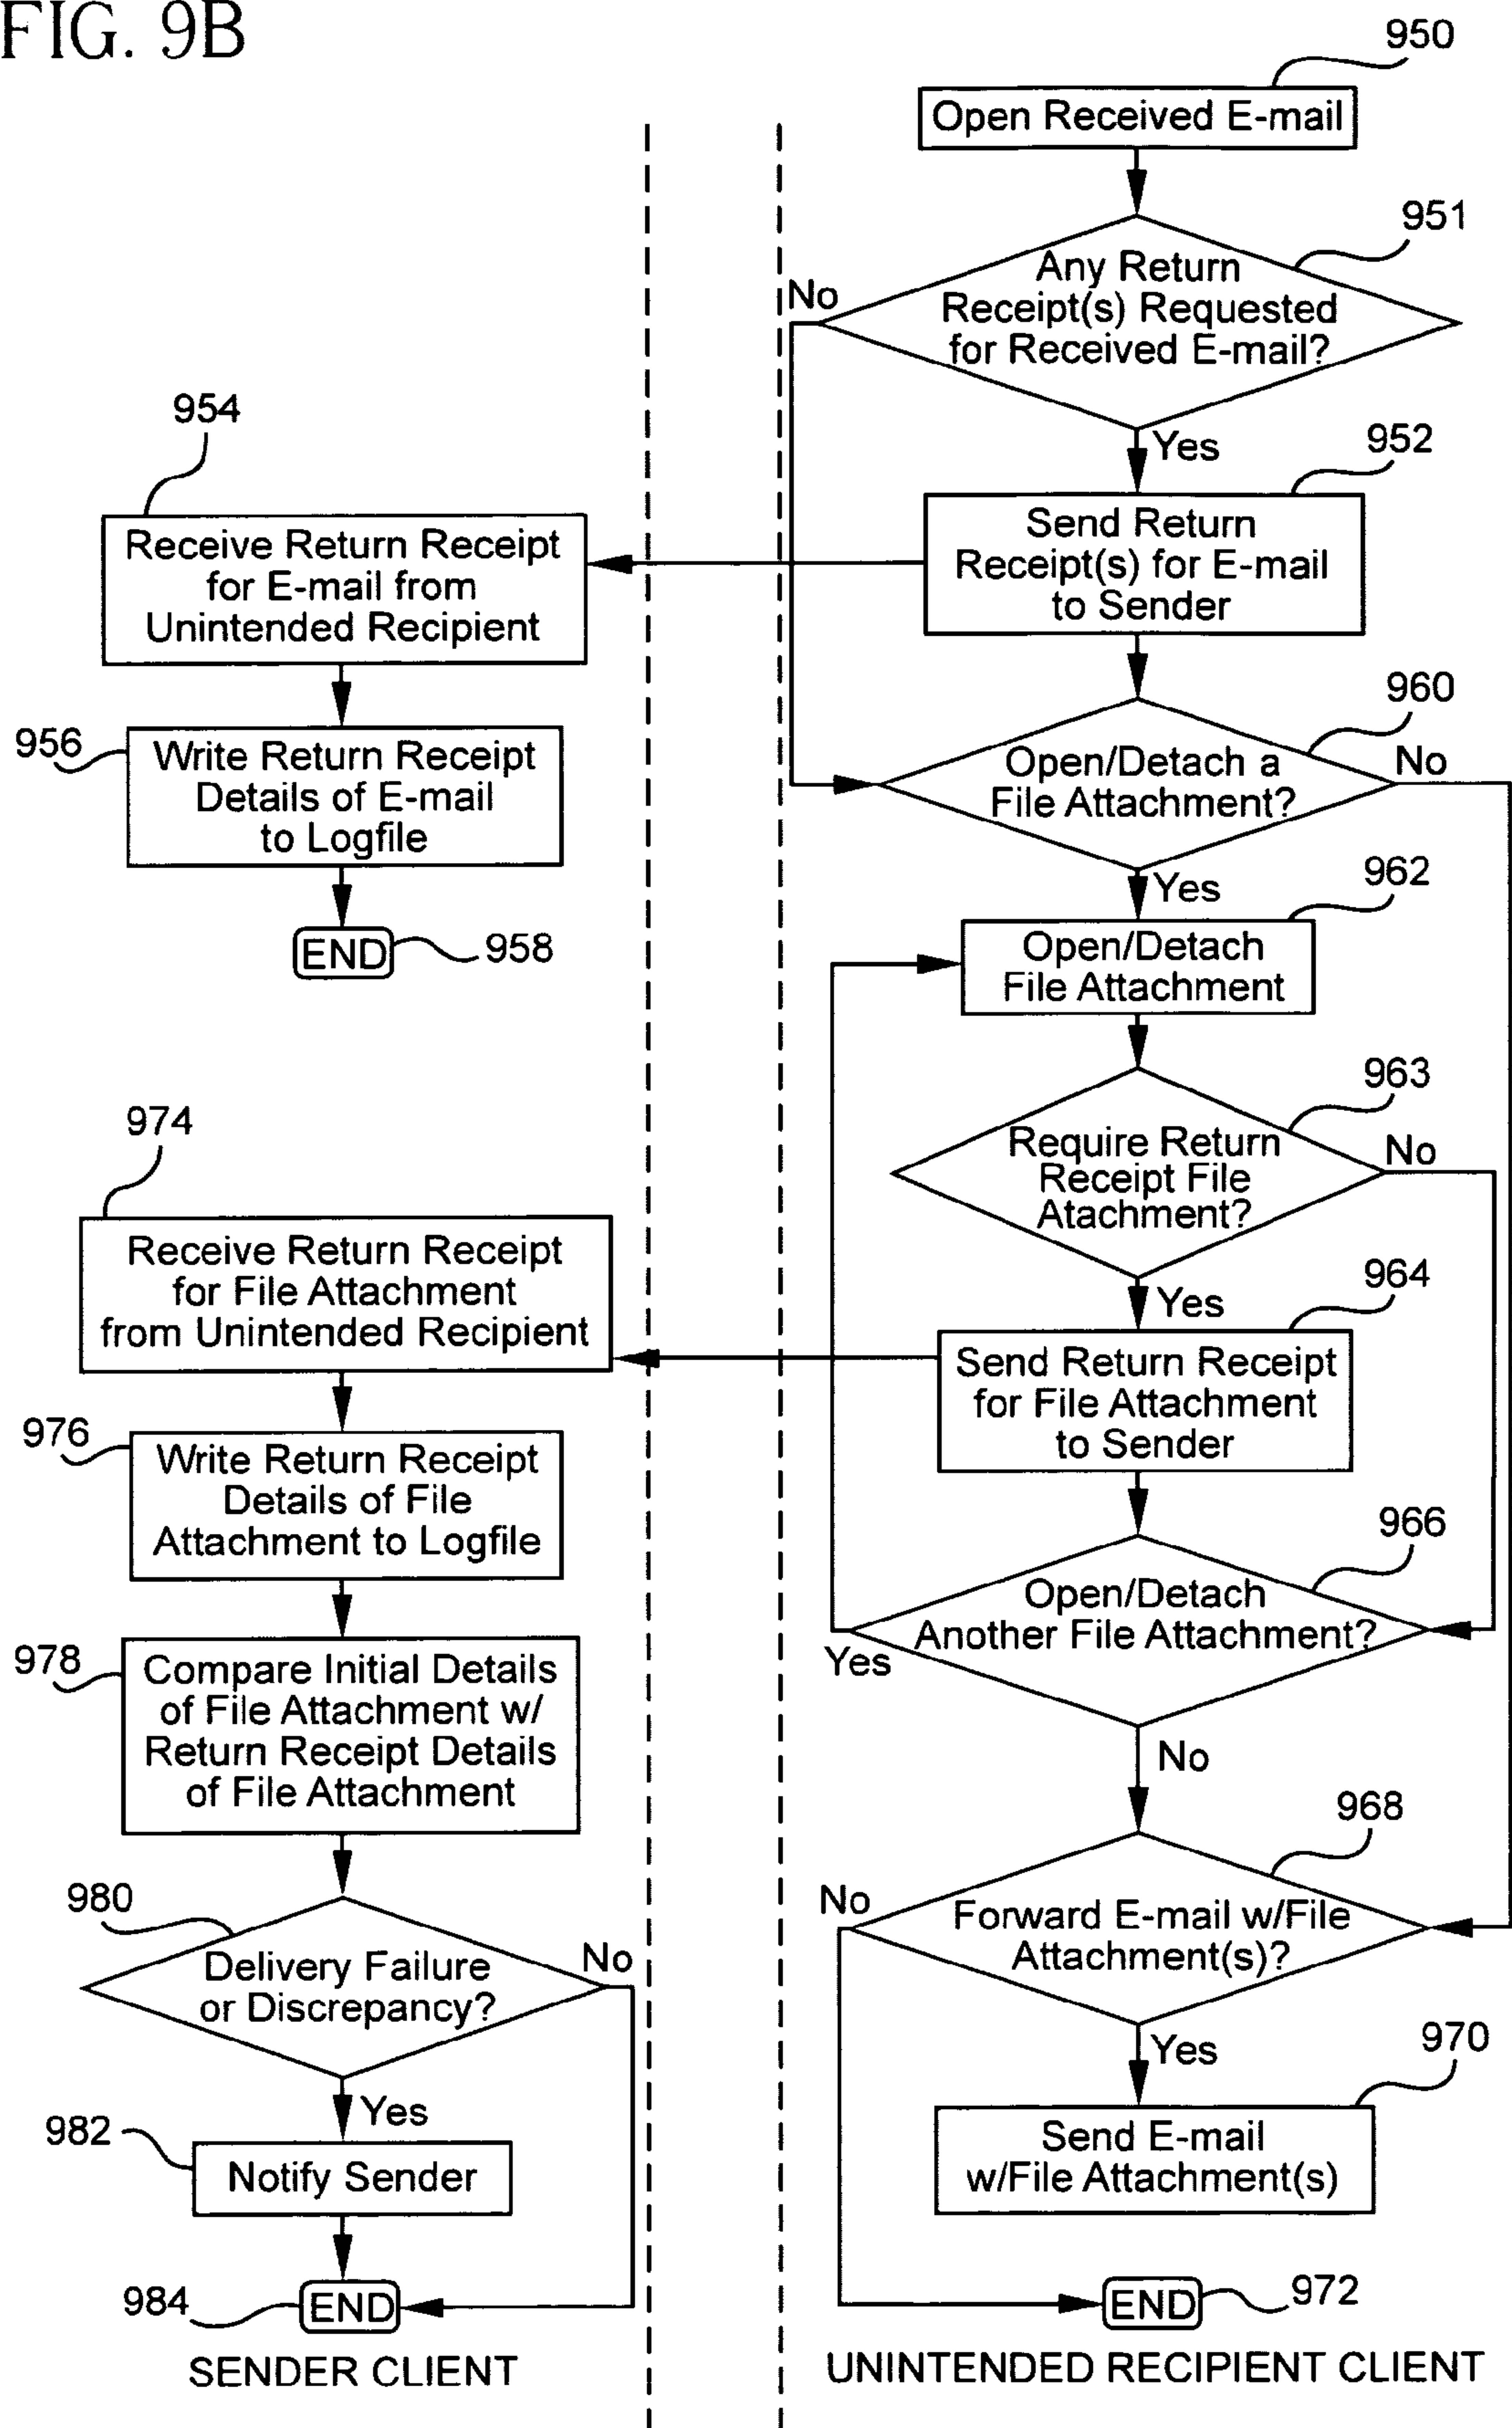 FIG. 9B
950
Open Received E-mail
951
Any Return
Receipt(s) Requested
for Received E-mail?
No
Yes
952
Send Return
Receipt(s) for E-mail
to Sender
954
Receive Return Receipt
for E-mail from
Unintended Recipient
956
Write Return Receipt
Details of E-mail
to Logfile
END
958
960
Open/Detach a
File Attachment?
No
Yes
962
Open/Detach
File Attachment
963
Require Return
Receipt File
Atachment?
No
Yes
964
Send Return Receipt
for File Attachment
to Sender
966
Open/Detach
Another File Attachment?
Yes
No
968
Forward E-mail w/File
Attachment(s)?
No
Yes
970
Send E-mail
w/File Attachment(s)
END
972
UNINTENDED RECIPIENT CLIENT
974
Receive Return Receipt
for File Attachment
from Unintended Recipient
976
Write Return Receipt
Details of File
Attachment to Logfile
978
Compare Initial Details
of File Attachment w/
Return Receipt Details
of File Attachment
980
Delivery Failure
or Discrepancy?
No
Yes
982
Notify Sender
984
END
SENDER CLIENT